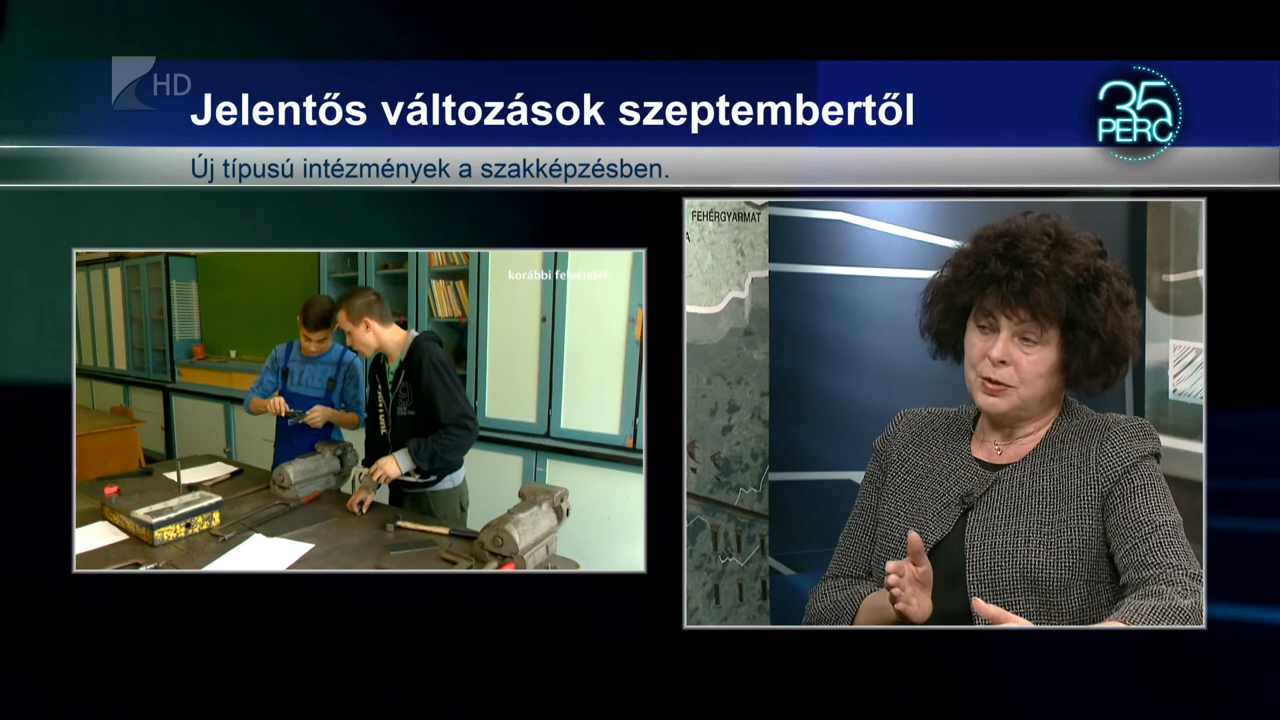 HD
Jelentős változások szeptembertől
35
PERC
Új típusú intézmények a szakképzésben.
FEHÉRGYARMAT
A
korábbi felvételek